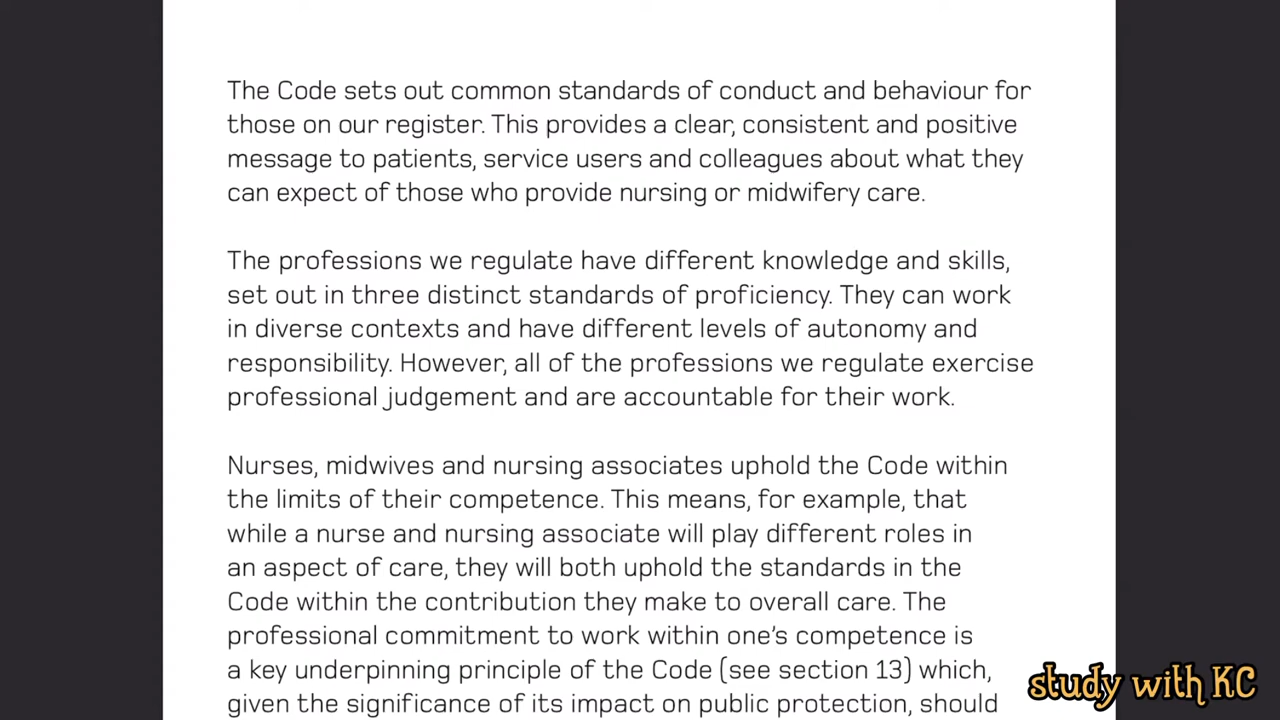 The Code sets out common standards of conduct and behaviour for
those on our register. This provides a clear, consistent and positive
message to patients, service users and colleagues about what they
can expect of those who provide nursing or midwifery care.
The professions we regulate have different knowledge and skills,
set out in three distinct standards of proficiency. They can work
in diverse contexts and have different levels of autonomy and
responsibility. However, all of the professions we regulate exercise
professional judgement and are accountable for their work.
Nurses, midwives and nursing associates uphold the Code within
the limits of their competence. This means, for example, that
while a nurse and nursing associate will play different roles in
an aspect of care, they will both uphold the standards in the
Code within the contribution they make to overall care. The
professional commitment to work within one's competence is
a key underpinning principle of the Code (see section 13) which,
given the significance of its impact on public protection, should
study with KC